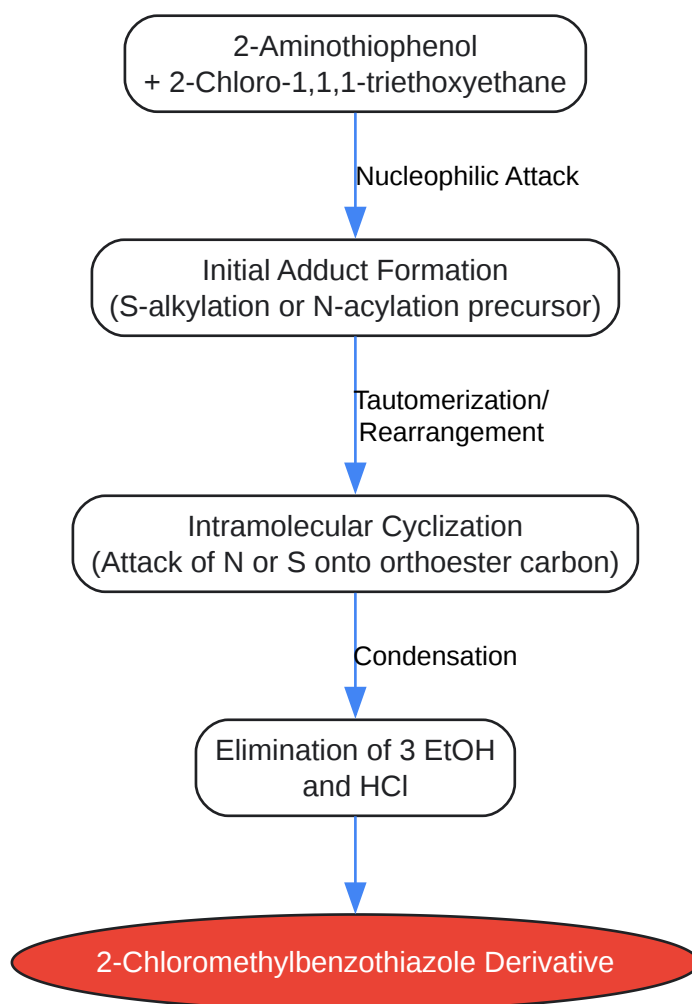 2-Aminothiophenol
+ 2-Chloro-1,1,1-triethoxyethane
Nucleophilic Attack
Initial Adduct Formation
(S-alkylation or N-acylation precursor)
Tautomerization/
Rearrangement
Intramolecular Cyclization
(Attack of N or S onto orthoester carbon)
Condensation
Elimination of 3 EtOH
and HCl
2-Chloromethylbenzothiazole Derivative